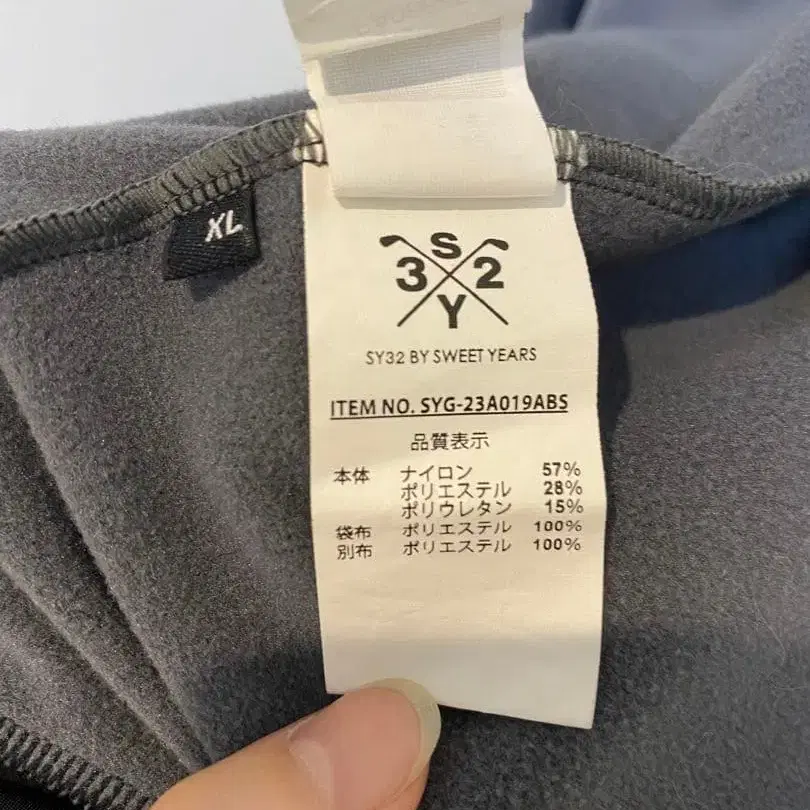 XL
S
3 2
Y
SY32 BY SWEET YEARS
ITEM NO. SYG-23A019ABS
品質表示
本体 ナイロン 57%
ポリエステル 28%
ポリウレタン 15%
袋布 ポリエステル 100%
別布 ポリエステル 100%